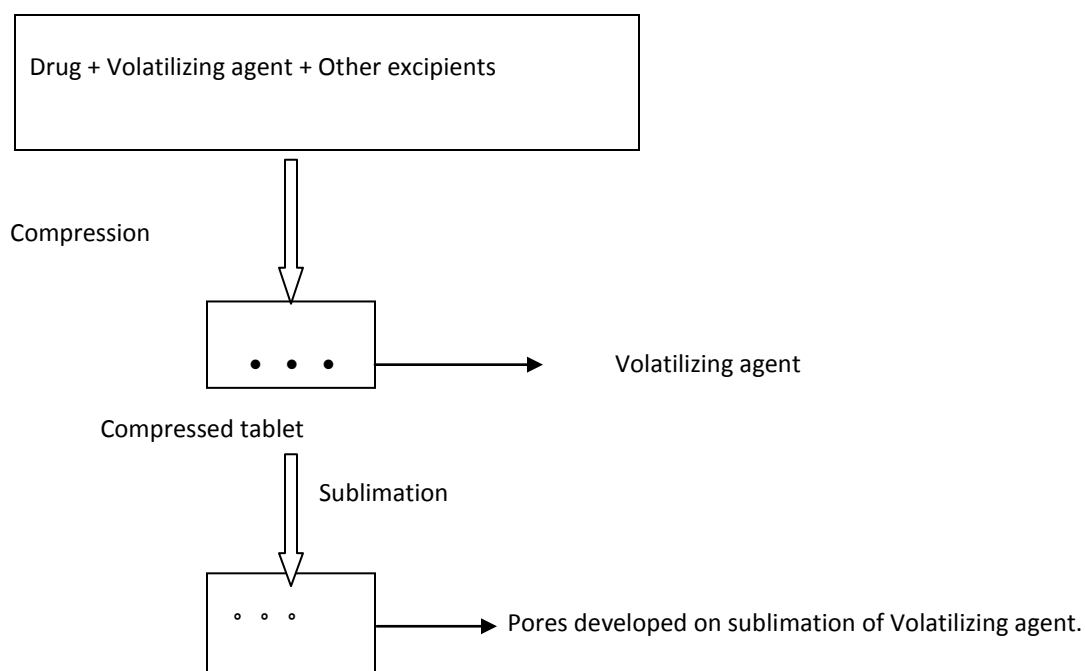 Drug + Volatilizing agent + Other excipients
Compression
Volatilizing agent
Compressed tablet
Sublimation
Pores developed on sublimation of Volatilizing agent.